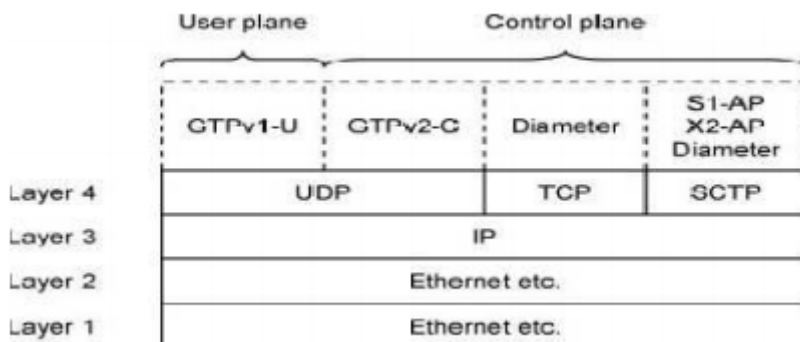 User plane
Control plane
GTPv1-U
GTPv2-C
Diameter
S1-AP
X2-AP
Diameter
Layer 4
UDP
TCP
SCTP
Layer 3
IP
Layer 2
Ethernet etc.
Layer 1
Ethernet etc.